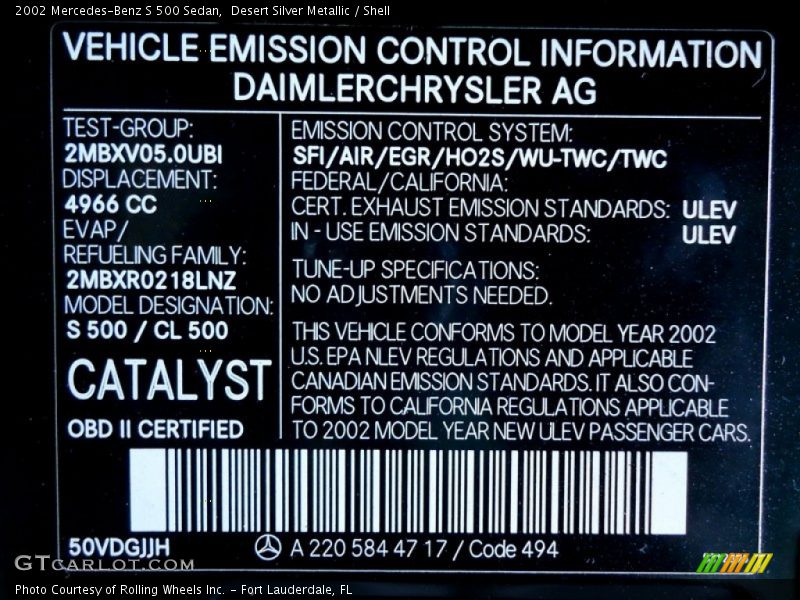 2002 Mercedes-Benz S 500 Sedan,  Desert Silver Metallic / Shell
VEHICLE EMISSION CONTROL INFORMATION
DAIMLERCHRYSLER AG
TEST-GROUP:
2MBXV05.0UBI
DISPLACEMENT:
4966 CC
EVAP/
REFUELING FAMILY:
2MBXR0218LNZ
MODEL DESIGNATION:
S 500 / CL 500
CATALYST
OBD II CERTIFIED
EMISSION CONTROL SYSTEM:
SFI/AIR/EGR/HO2S/WU-TWC/TWC
FEDERAL/CALIFORNIA:
CERT. EXHAUST EMISSION STANDARDS: ULEV
IN - USE EMISSION STANDARDS: ULEV
TUNE-UP SPECIFICATIONS:
NO ADJUSTMENTS NEEDED.
THIS VEHICLE CONFORMS TO MODEL YEAR 2002
U.S. EPA NLEV REGULATIONS AND APPLICABLE
CANADIAN EMISSION STANDARDS. IT ALSO CON-
FORMS TO CALIFORNIA REGULATIONS APPLICABLE
TO 2002 MODEL YEAR NEW ULEV PASSENGER CARS.
50VDGJJH
A 220 584 47 17 / Code 494
GTCARLOT.COM
Photo Courtesy of Rolling Wheels Inc. - Fort Lauderdale, FL